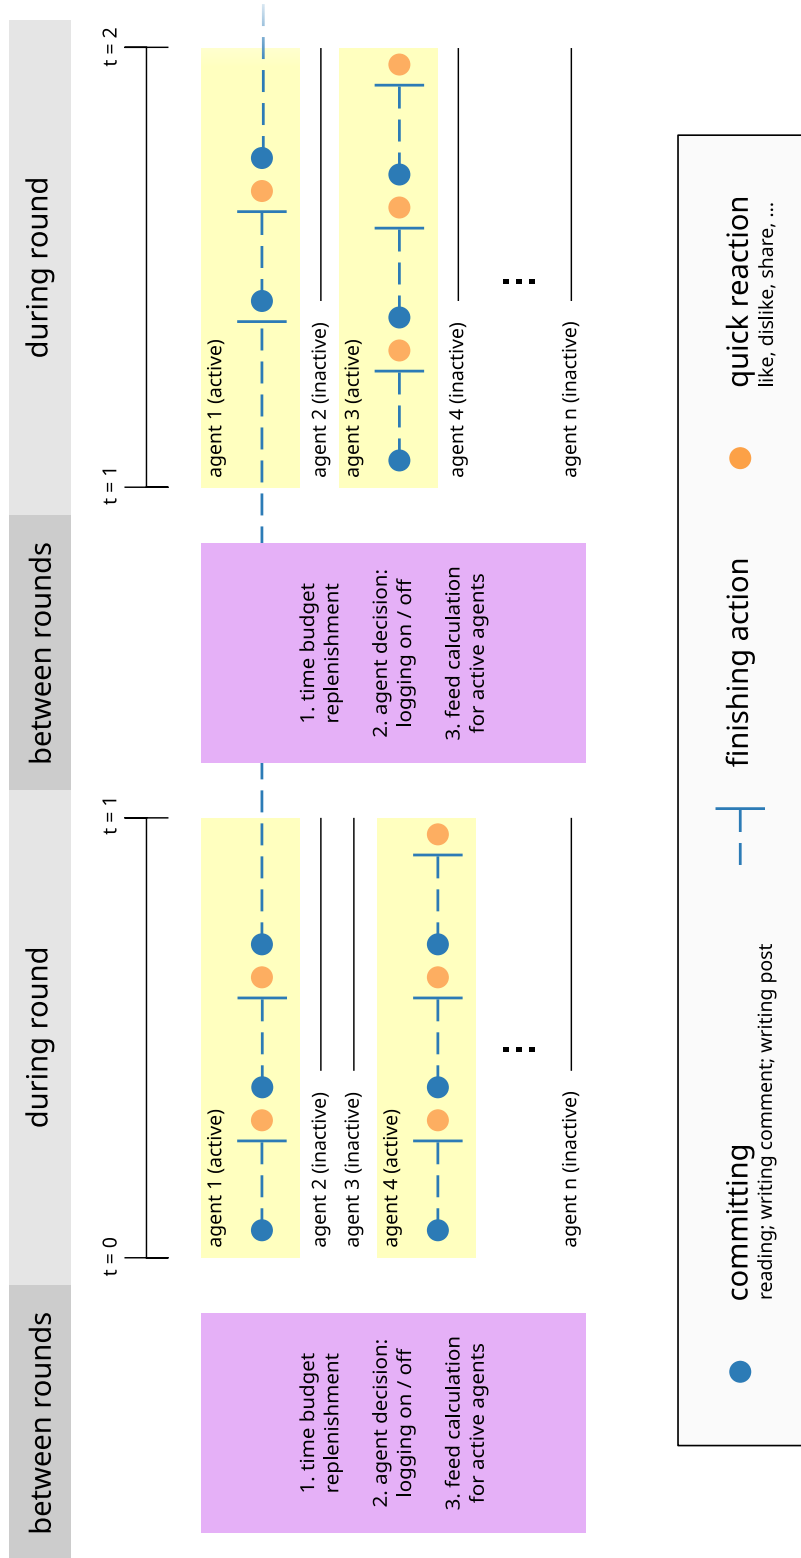 between rounds
during round
between rounds
during round
t = 0
t = 1
t = 1
t = 2
1. time budget
replenishment
2. agent decision:
logging on / off
3. feed calculation
for active agents
agent 1 (active)
agent 2 (inactive)
agent 3 (inactive)
agent 4 (active)
...
agent n (inactive)
1. time budget
replenishment
2. agent decision:
logging on / off
3. feed calculation
for active agents
agent 1 (active)
agent 2 (inactive)
agent 3 (active)
agent 4 (inactive)
...
agent n (inactive)
committing
reading; writing comment; writing post
finishing action
quick reaction
like, dislike, share, ...